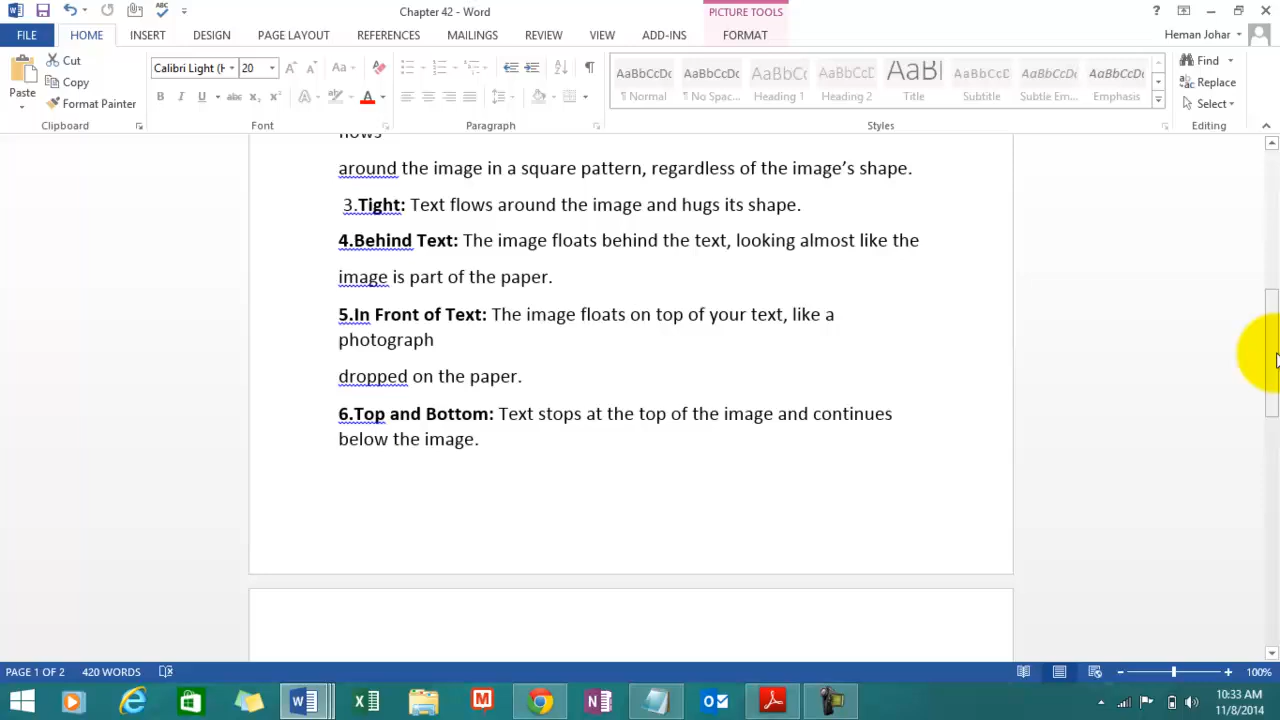 Chapter 42 - Word
PICTURE TOOLS
?
FILE HOME INSERT DESIGN PAGE LAYOUT REFERENCES MAILINGS REVIEW VIEW ADD-INS FORMAT
Heman Johar
Cut
Copy
Format Painter
Paste
Clipboard
Calibri Light (H 20
Aa
B I U abc x₂ x²
A A
Font
Paragraph
AaBbCcDc AaBbCcDc AaBbCc AaBbCcD AaBl AaBbCcD AaBbCcDc AaBbCcDc
¶ Normal ¶ No Spac... Heading 1 Heading 2 Title Subtitle Subtle Em... Emphasis
Styles
Find
Replace
Select
Editing
around the image in a square pattern, regardless of the image’s shape.
3.Tight: Text flows around the image and hugs its shape.
4.Behind Text: The image floats behind the text, looking almost like the
image is part of the paper.
5.In Front of Text: The image floats on top of your text, like a
photograph
dropped on the paper.
6.Top and Bottom: Text stops at the top of the image and continues
below the image.
PAGE 1 OF 2 420 WORDS
100%
10:33 AM
11/8/2014